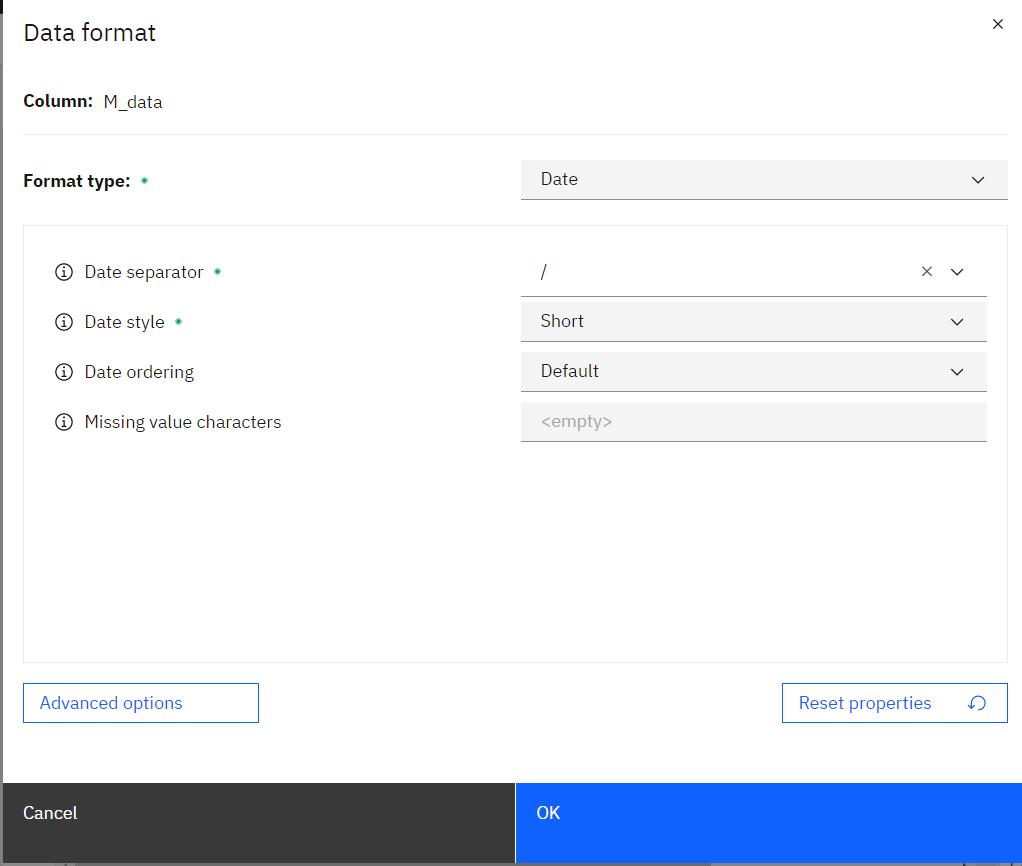 Data format
Column: M_data
Format type: Date
Date separator /
Date style Short
Date ordering Default
Missing value characters <empty>
Advanced options Reset properties
Cancel OK